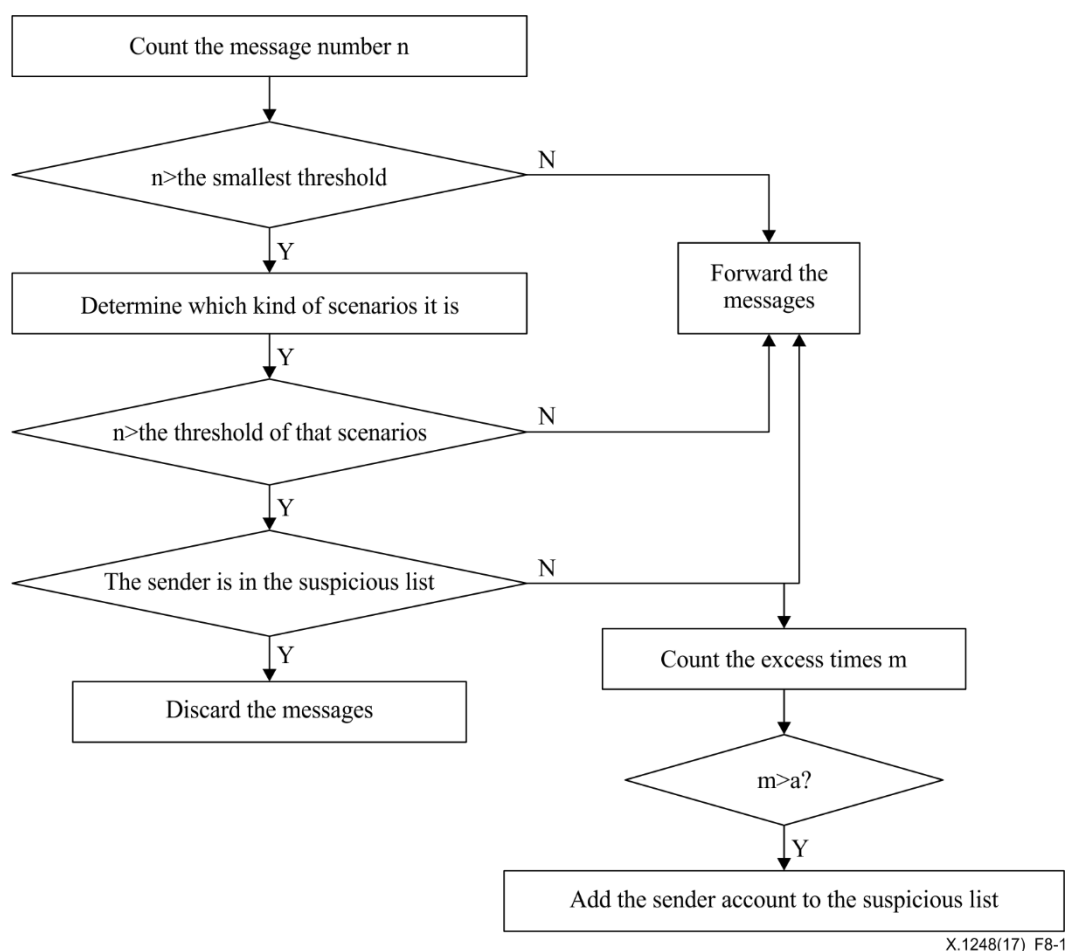 Count the message number n
n>the smallest threshold
N
Y
Forward the
messages
Determine which kind of scenarios it is
Y
n>the threshold of that scenarios
N
Y
The sender is in the suspicious list
N
Y
Count the excess times m
Discard the messages
m>a?
Y
Add the sender account to the suspicious list
X.1248(17)_F8-1